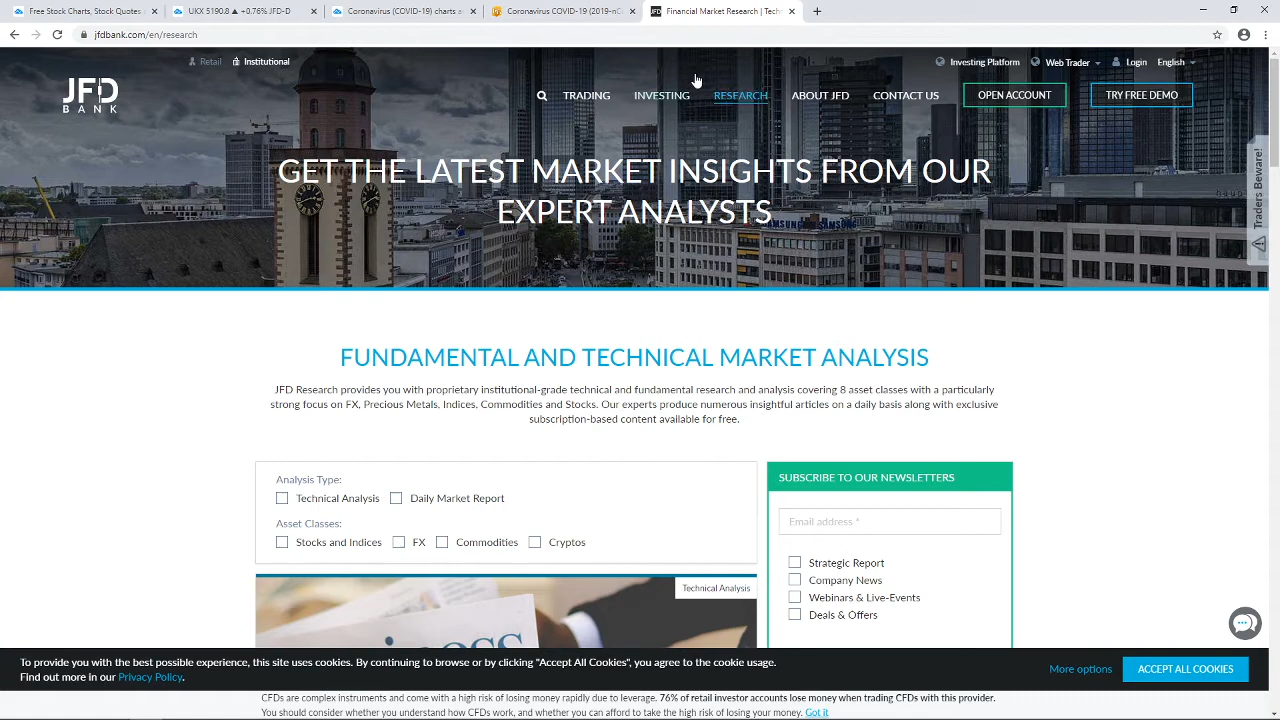 Free Stock Charts, Stock Quotes
UKX 5190.8 ▲ +0.76% JFD-D
Coronavirus (COVID-19) charts a
Coronavirus COVID-19 (2019-nC
Financial Market Research | Tech
jfdbank.com/en/research
Retail
Institutional
Investing Platform
Web Trader
Login
English
JFD
BANK
TRADING
INVESTING
RESEARCH
ABOUT JFD
CONTACT US
OPEN ACCOUNT
TRY FREE DEMO
Traders Beware!
GET THE LATEST MARKET INSIGHTS FROM OUR
EXPERT ANALYSTS
SAMSUNG SAMSUNG
FUNDAMENTAL AND TECHNICAL MARKET ANALYSIS
JFD Research provides you with proprietary institutional-grade technical and fundamental research and analysis covering 8 asset classes with a particularly
strong focus on FX, Precious Metals, Indices, Commodities and Stocks. Our experts produce numerous insightful articles on a daily basis along with exclusive
subscription-based content available for free.
Analysis Type:
Technical Analysis
Daily Market Report
Asset Classes:
Stocks and Indices
FX
Commodities
Cryptos
Technical Analysis
SUBSCRIBE TO OUR NEWSLETTERS
Email address *
Strategic Report
Company News
Webinars & Live-Events
Deals & Offers
To provide you with the best possible experience, this site uses cookies. By continuing to browse or by clicking "Accept All Cookies", you agree to the cookie usage.
Find out more in our Privacy Policy.
More options
ACCEPT ALL COOKIES
CFDs are complex instruments and come with a high risk of losing money rapidly due to leverage. 76% of retail investor accounts lose money when trading CFDs with this provider.
You should consider whether you understand how CFDs work, and whether you can afford to take the high risk of losing your money. Got it